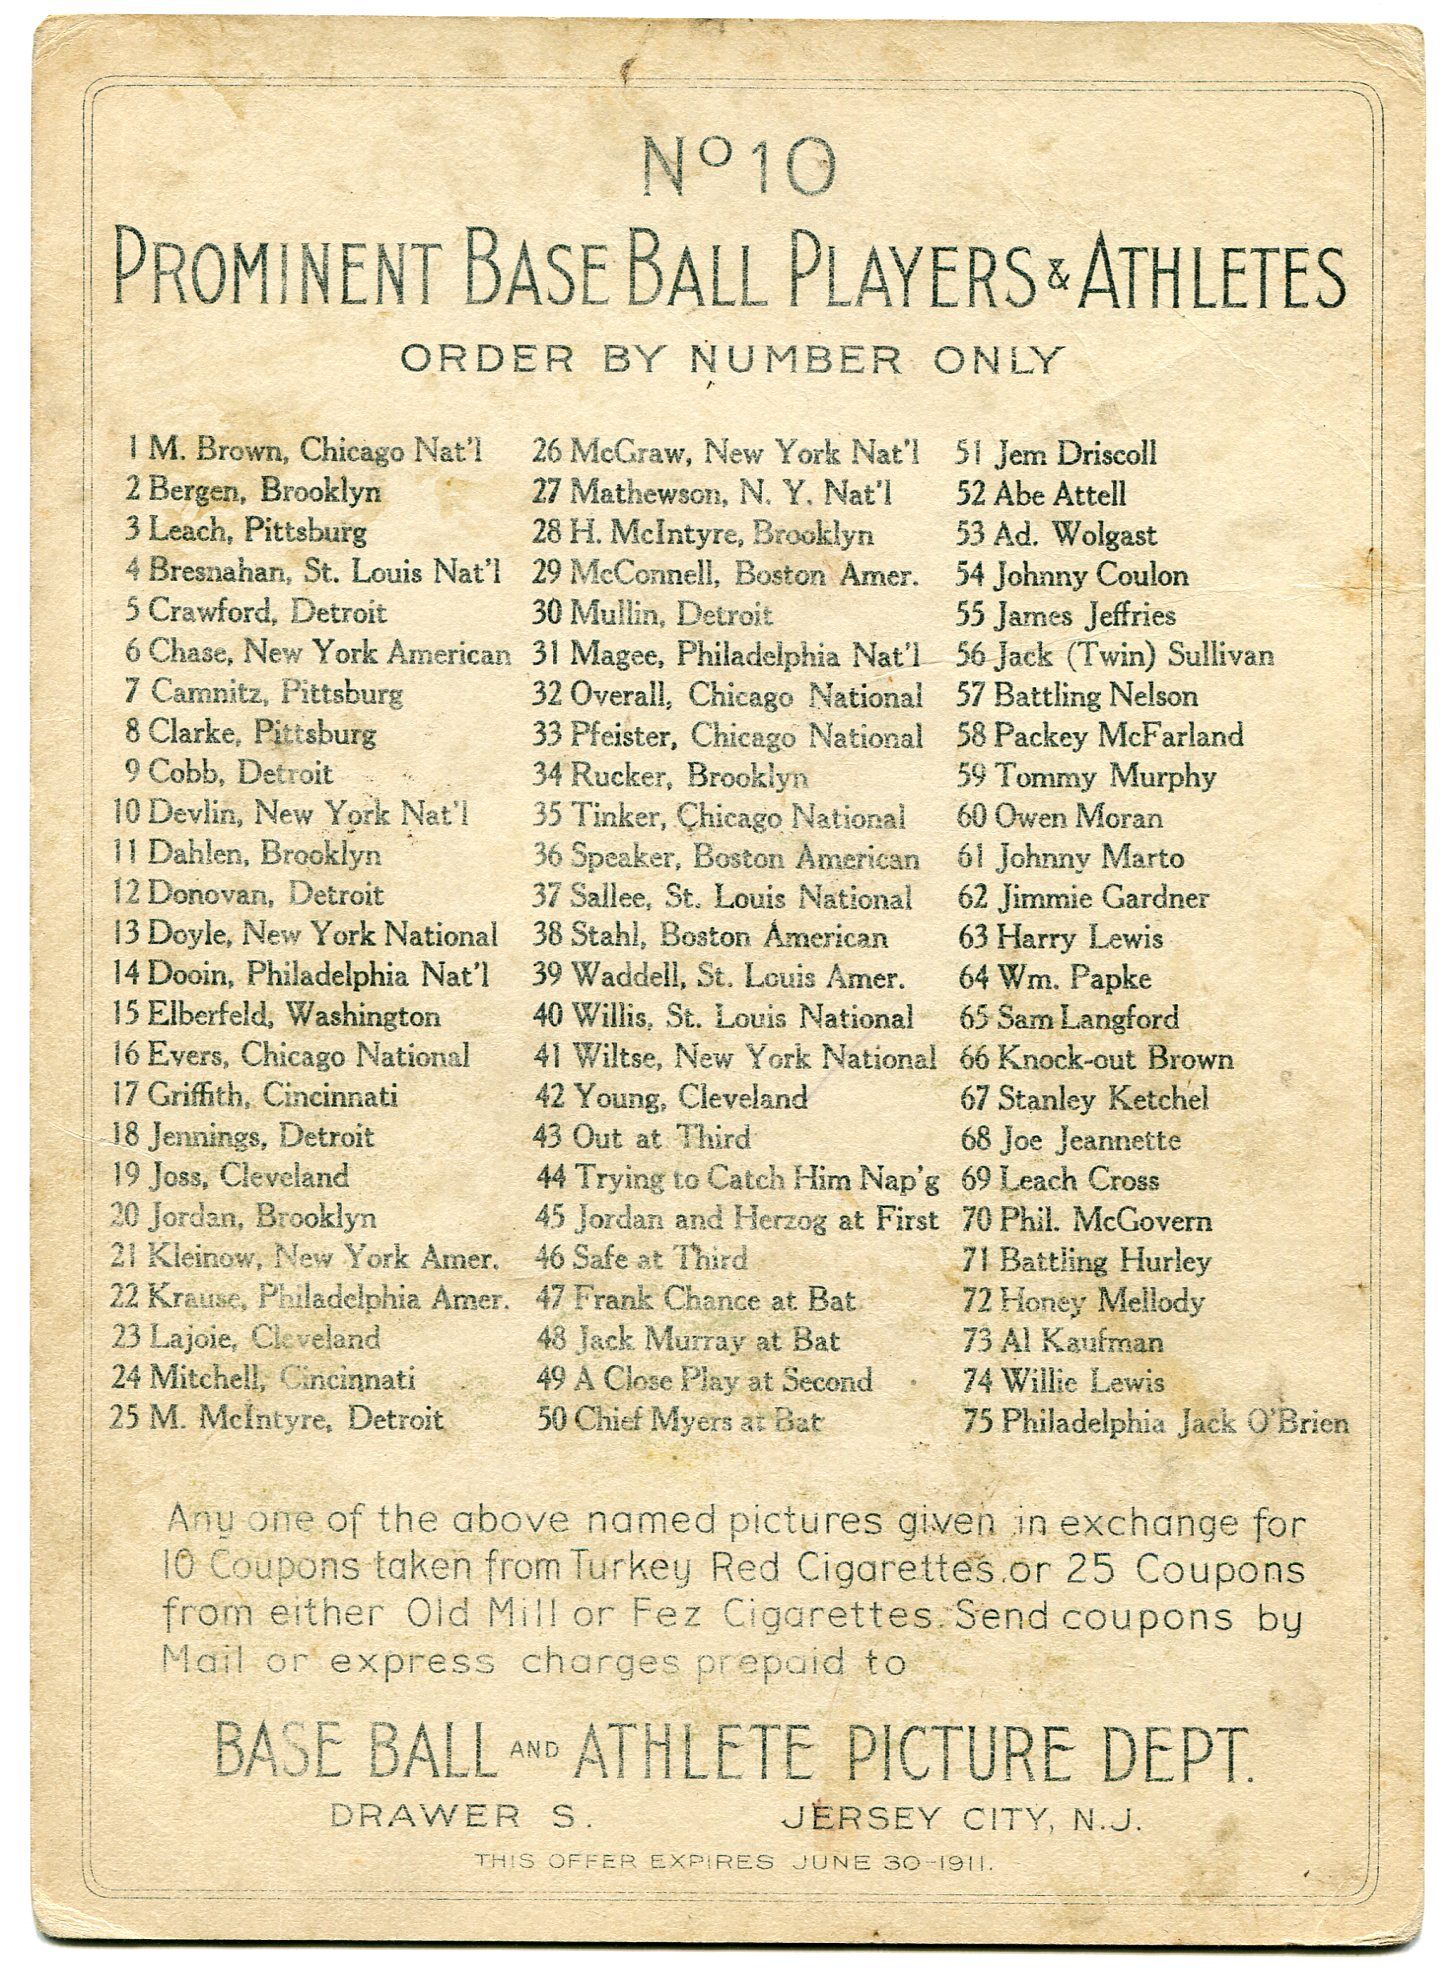 No 10
PROMINENT BASE BALL PLAYERS & ATHLETES
ORDER BY NUMBER ONLY
1 M. Brown, Chicago Nat'l
2 Bergen, Brooklyn
3 Leach, Pittsburg
4 Bresnahan, St. Louis Nat'l
5 Crawford, Detroit
6 Chase, New York American
7 Camnitz, Pittsburg
8 Clarke, Pittsburg
9 Cobb, Detroit
10 Devlin, New York Nat'l
11 Dahlen, Brooklyn
12 Donovan, Detroit
13 Doyle, New York National
14 Dooin, Philadelphia Nat'l
15 Elberfeld, Washington
16 Evers, Chicago National
17 Griffith, Cincinnati
18 Jennings, Detroit
19 Joss, Cleveland
20 Jordan, Brooklyn
21 Kleinow, New York Amer.
22 Krause, Philadelphia Amer.
23 Lajoie, Cleveland
24 Mitchell, Cincinnati
25 M. McIntyre, Detroit
26 McGraw, New York Nat'l
27 Mathewson, N. Y. Nat'l
28 H. McIntyre, Brooklyn
29 McConnell, Boston Amer.
30 Mullin, Detroit
31 Magee, Philadelphia Nat'l
32 Overall, Chicago National
33 Pfeister, Chicago National
34 Rucker, Brooklyn
35 Tinker, Chicago National
36 Speaker, Boston American
37 Sallee, St. Louis National
38 Stahl, Boston American
39 Waddell, St. Louis Amer.
40 Willis, St. Louis National
41 Wiltse, New York National
42 Young, Cleveland
43 Out at Third
44 Trying to Catch Him Nap'g
45 Jordan and Herzog at First
46 Safe at Third
47 Frank Chance at Bat
48 Jack Murray at Bat
49 A Close Play at Second
50 Chief Myers at Bat
51 Jem Driscoll
52 Abe Attell
53 Ad. Wolgast
54 Johnny Coulon
55 James Jeffries
56 Jack (Twin) Sullivan
57 Battling Nelson
58 Packey McFarland
59 Tommy Murphy
60 Owen Moran
61 Johnny Marto
62 Jimmie Gardner
63 Harry Lewis
64 Wm. Papke
65 Sam Langford
66 Knock-out Brown
67 Stanley Ketchel
68 Joe Jeannette
69 Leach Cross
70 Phil. McGovern
71 Battling Hurley
72 Honey Mellody
73 Al Kaufman
74 Willie Lewis
75 Philadelphia Jack O'Brien
Any one of the above named pictures given in exchange for
10 Coupons taken from Turkey Red Cigarettes. or 25 Coupons
from either Old Mill or Fez Cigarettes. Send coupons by
Mail or express charges prepaid to
BASE BALL AND ATHLETE PICTURE DEPT.
DRAWER S. JERSEY CITY, N.J.
THIS OFFER EXPIRES JUNE 30-1911.